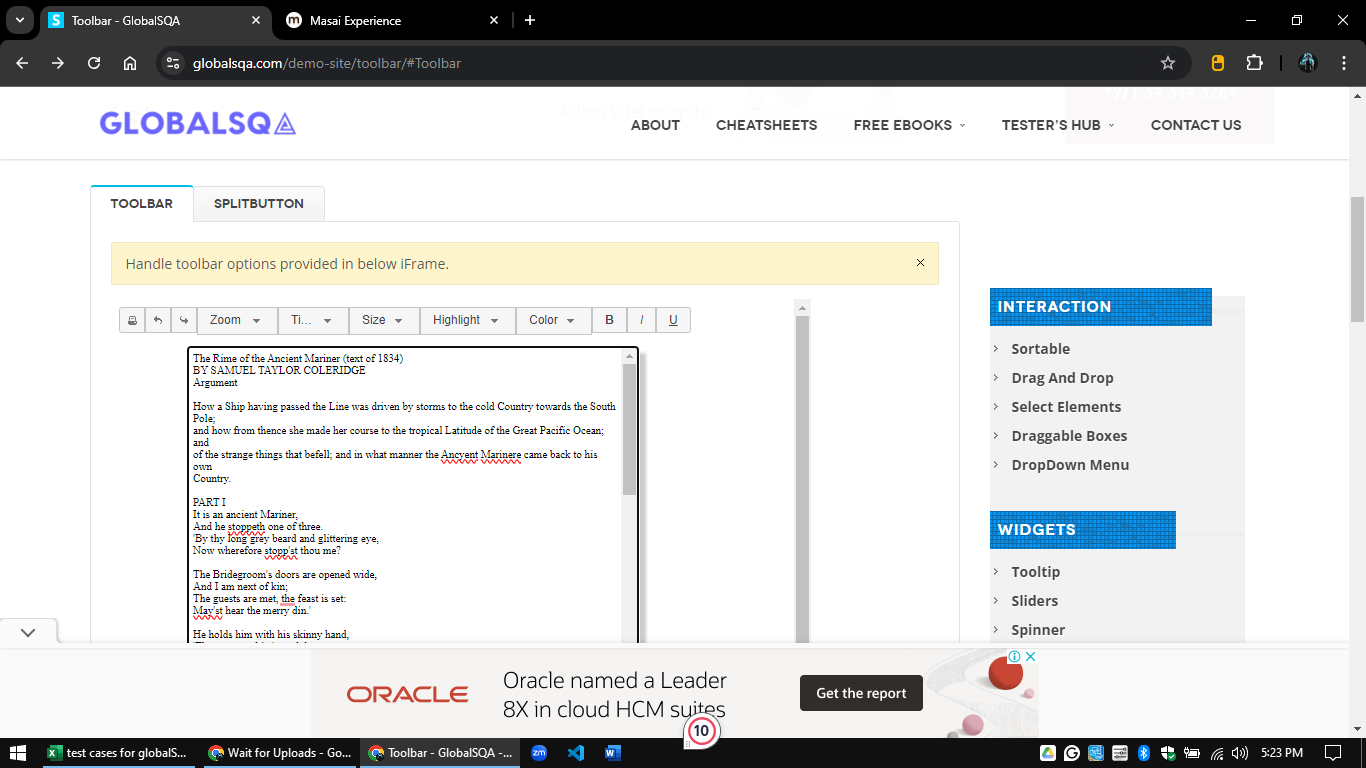 Toolbar - GlobalSQA
Masai Experience
globalsqa.com/demo-site/toolbar/#Toolbar
Adam Vital Hospital
GLOBALSQA
ABOUT
CHEATSHEETS
FREE EBOOKS
TESTER'S HUB
CONTACT US
TOOLBAR
SPLITBUTTON
Handle toolbar options provided in below iFrame.
Zoom
Ti...
Size
Highlight
Color
B
I
U
The Rime of the Ancient Mariner (text of 1834)
BY SAMUEL TAYLOR COLERIDGE
Argument
How a Ship having passed the Line was driven by storms to the cold Country towards the South
Pole;
and how from thence she made her course to the tropical Latitude of the Great Pacific Ocean;
and
of the strange things that befell; and in what manner the Ancyent Marinere came back to his
own
Country.
PART I
It is an ancient Mariner,
And he stoppeth one of three.
'By thy long grey beard and glittering eye,
Now wherefore stopp'st thou me?
The Bridegroom's doors are opened wide,
And I am next of kin;
The guests are met, the feast is set:
May'st hear the merry din.'
He holds him with his skinny hand,
INTERACTION
Sortable
Drag And Drop
Select Elements
Draggable Boxes
DropDown Menu
WIDGETS
Tooltip
Sliders
Spinner
ORACLE
Oracle named a Leader
8X in cloud HCM suites
Get the report
10
test cases for globalS...
Wait for Uploads - Go...
Toolbar - GlobalSQA -...
zm
5:23 PM